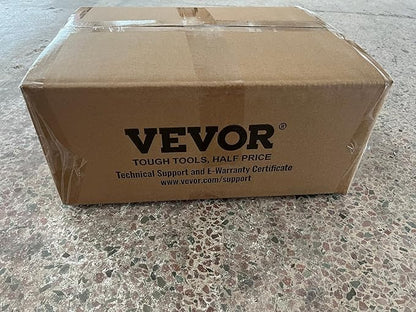 VEVOR®
TOUGH TOOLS, HALF PRICE
Technical Support and E-Warranty Certificate
www.vevor.com/support